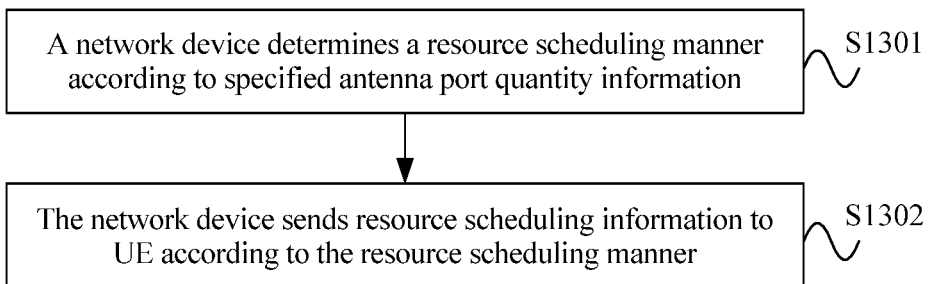 A network device determines a resource scheduling manner
according to specified antenna port quantity information
S1301
The network device sends resource scheduling information to
UE according to the resource scheduling manner
S1302